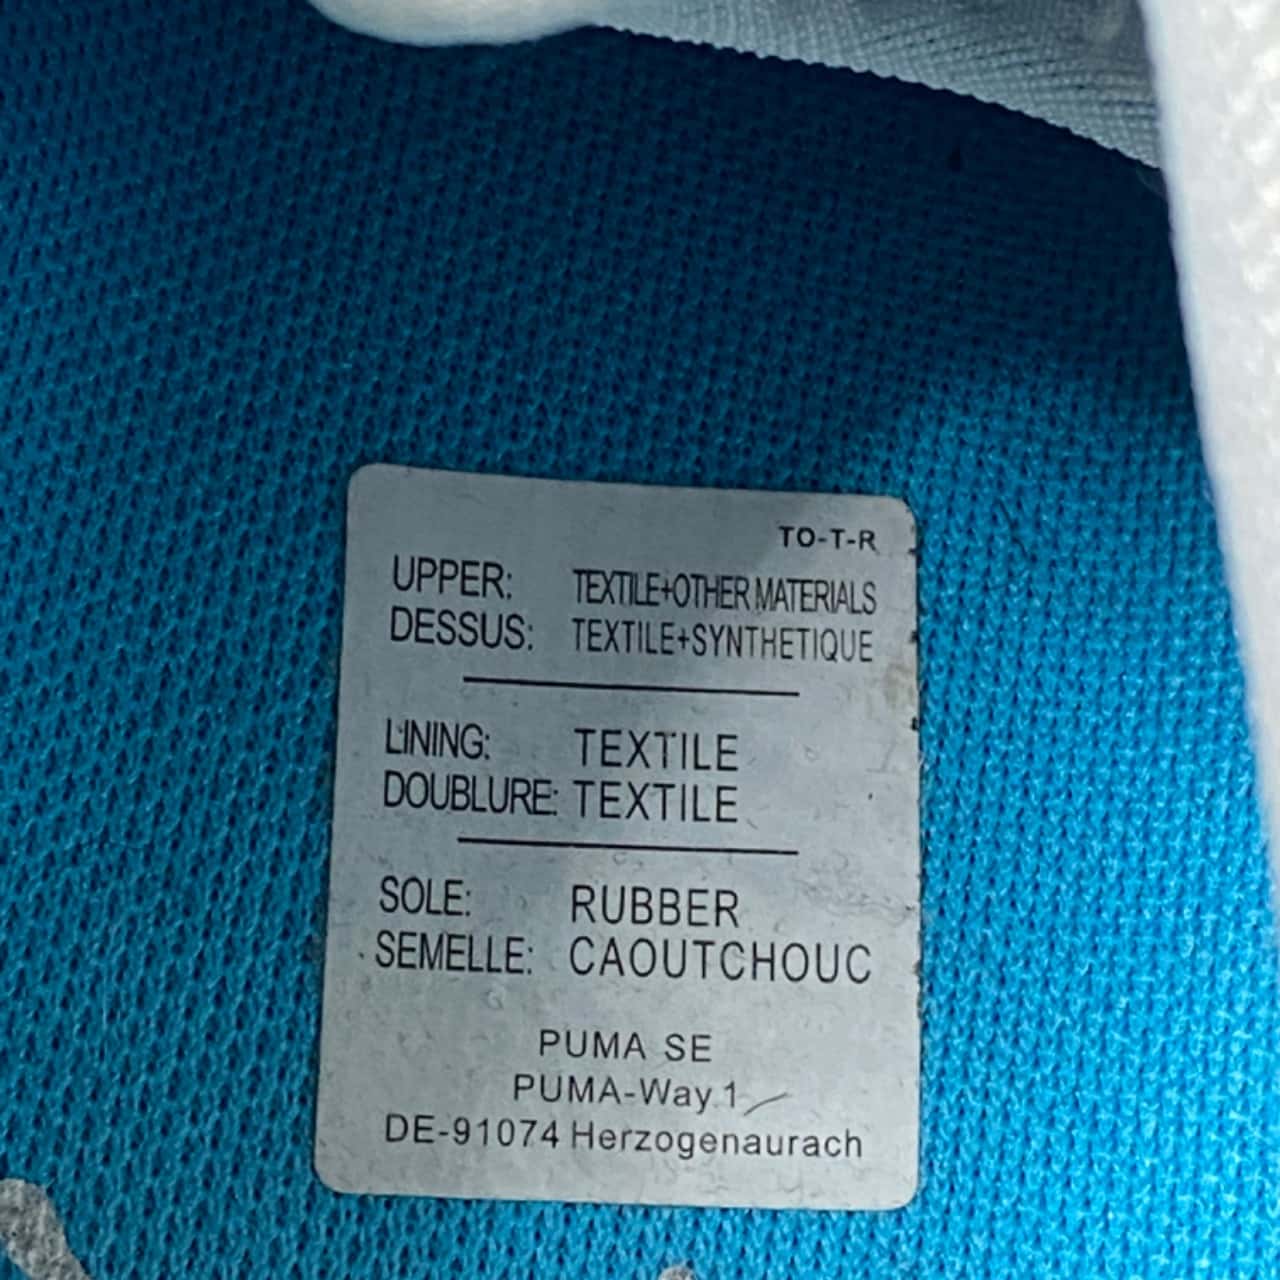 TO-T-R
UPPER: TEXTILE+OTHER MATERIALS
DESSUS: TEXTILE+SYNTHETIQUE
LINING: TEXTILE
DOUBLURE: TEXTILE
SOLE: RUBBER
SEMELLE: CAOUTCHOUC
PUMA SE
PUMA-Way 1
DE-91074 Herzogenaurach